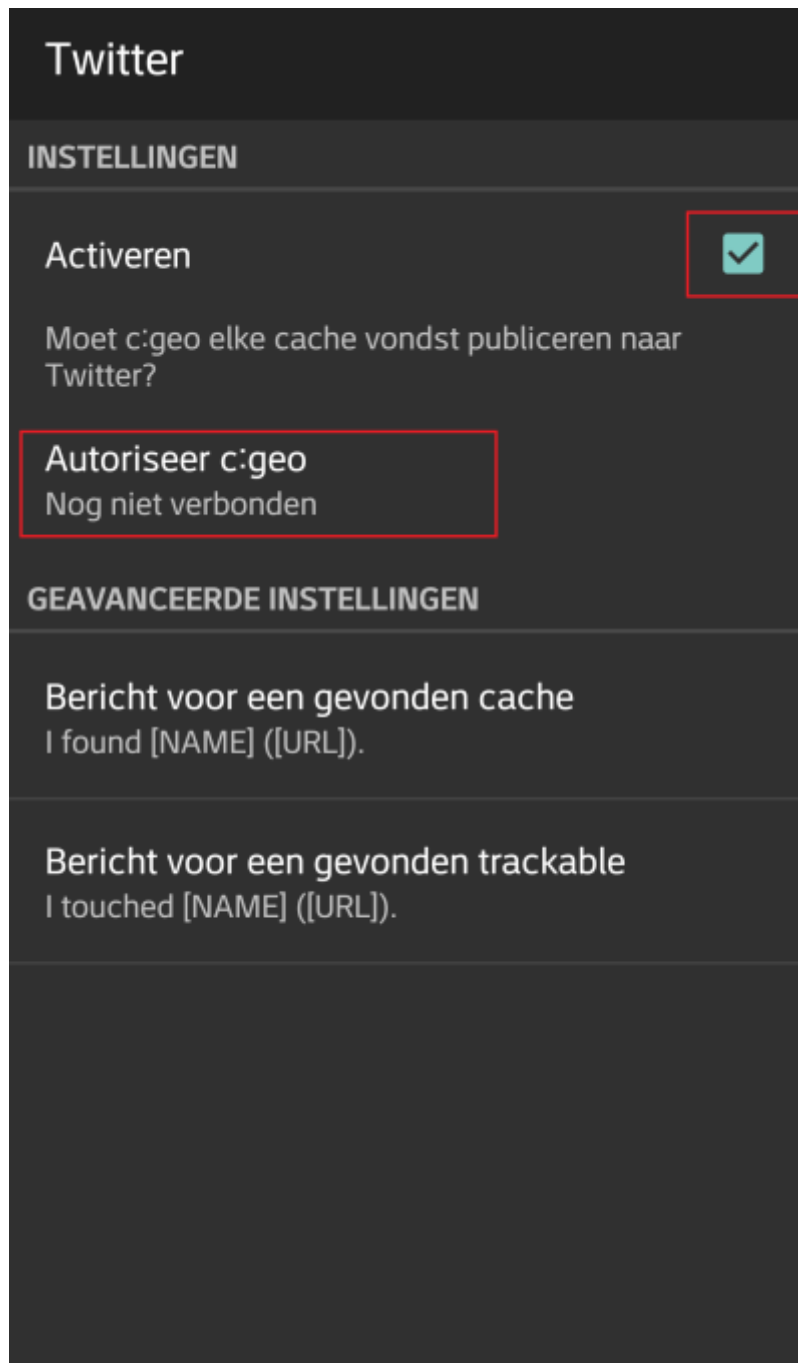 Twitter
INSTELLINGEN
Activeren
Moet c:geo elke cache vondst publiceren naar
Twitter?
Autoriseer c:geo
Nog niet verbonden
GEAVANCEERDE INSTELLINGEN
Bericht voor een gevonden cache
I found [NAME] ([URL]).
Bericht voor een gevonden trackable
I touched [NAME] ([URL]).